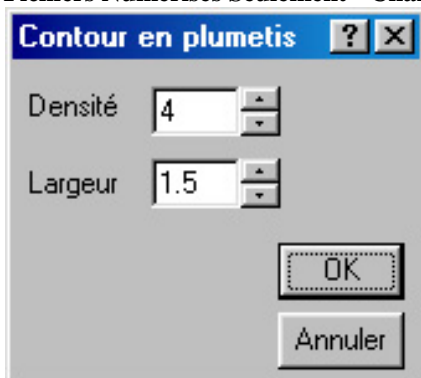 Contour en plumetis ? ×
Densité 4
Largeur 1.5
OK
Annuler